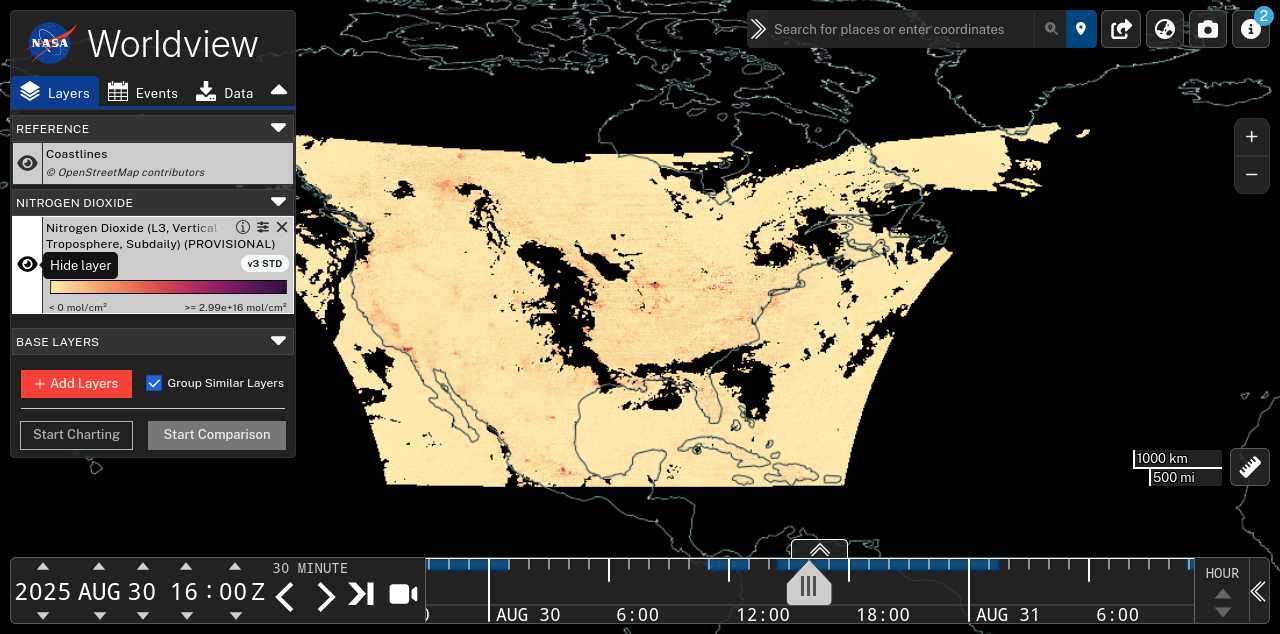 NASA Worldview
Search for places or enter coordinates
2
Layers
Events
Data
REFERENCE
Coastlines
© OpenStreetMap contributors
NITROGEN DIOXIDE
Nitrogen Dioxide (L3, Vertical
Troposphere, Subdaily) (PROVISIONAL)
Hide layer
v3 STD
< 0 mol/cm²
>= 2.99e+16 mol/cm²
BASE LAYERS
+ Add Layers
Group Similar Layers
Start Charting
Start Comparison
+
−
1000 km
500 mi
2025 AUG 30 16:00Z
30 MINUTE
AUG 30
6:00
12:00
18:00
AUG 31
6:00
HOUR